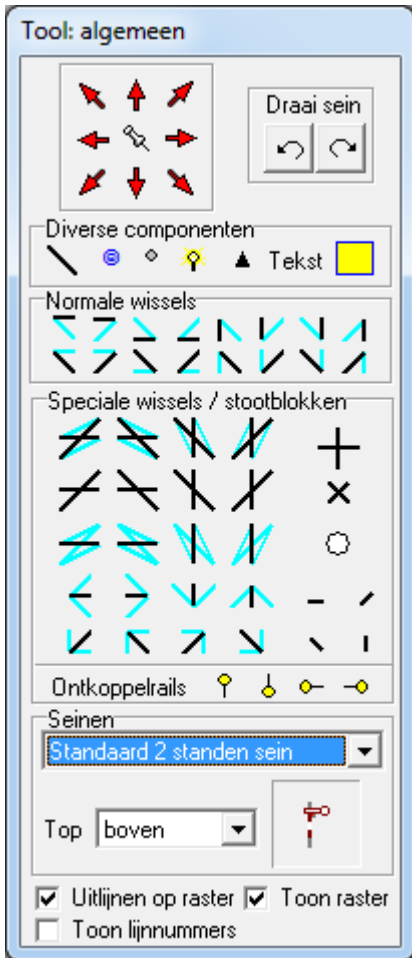 Tool: algemeen
Draai sein
Diverse componenten
Tekst
Normale wissels
Speciale wissels / stootblokken
Ontkoppelrails
Seinen
Standaard 2 standen sein
Top boven
Uitlijnen op raster Toon raster
Toon lijnnummers